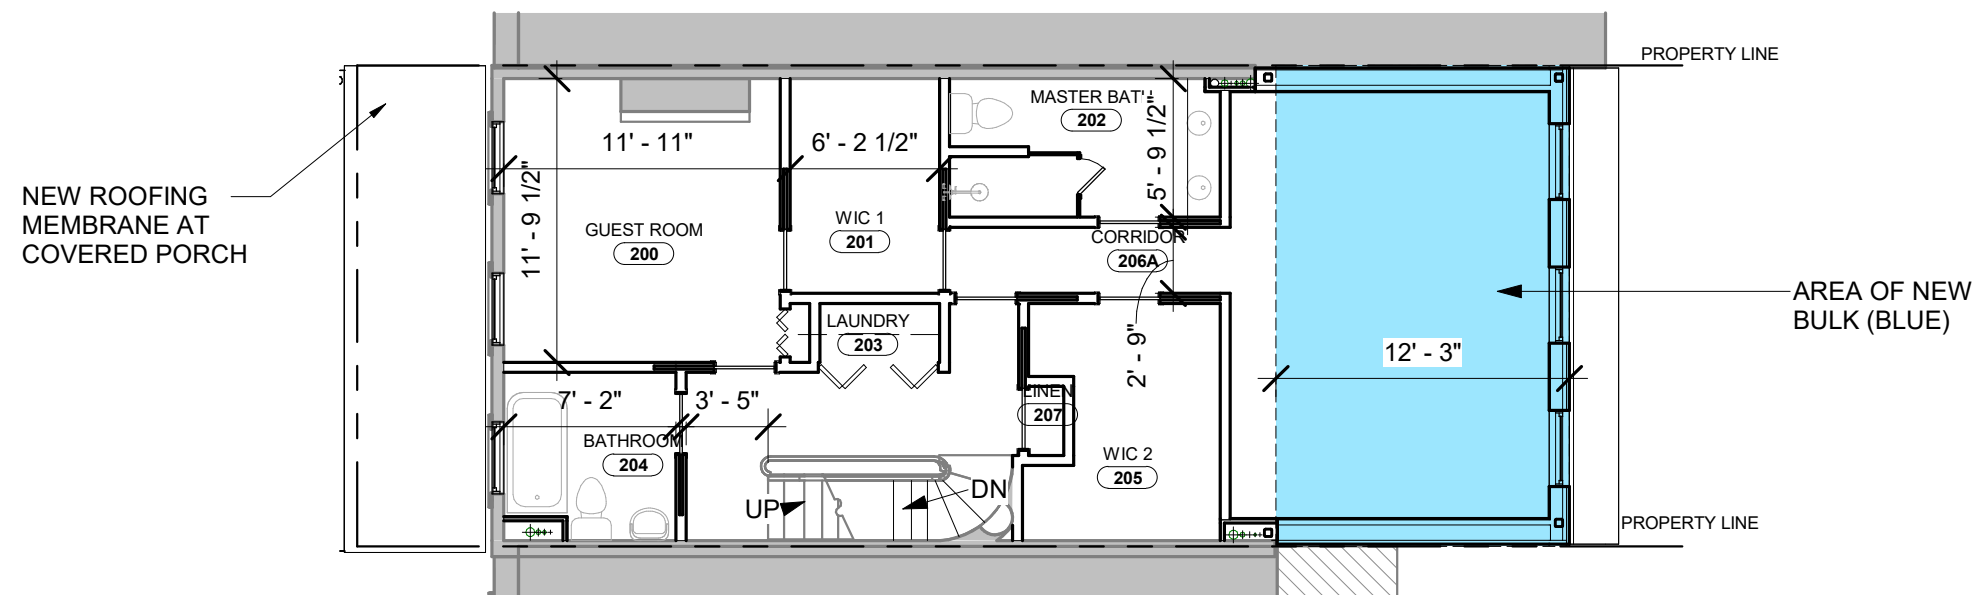 PROPERTY LINE
NEW ROOFING
MEMBRANE AT
COVERED PORCH
11' - 11"
6' - 2 1/2"
MASTER BAT
202
5' - 9 1/2"
11' - 9 1/2"
GUEST ROOM
200
WIC 1
201
CORRIDOR
206A
LAUNDRY
203
2' - 9"
12' - 3"
AREA OF NEW
BULK (BLUE)
7' - 2"
3' - 5"
LINEN
207
BATHROOM
204
WIC 2
205
UP
DN
PROPERTY LINE